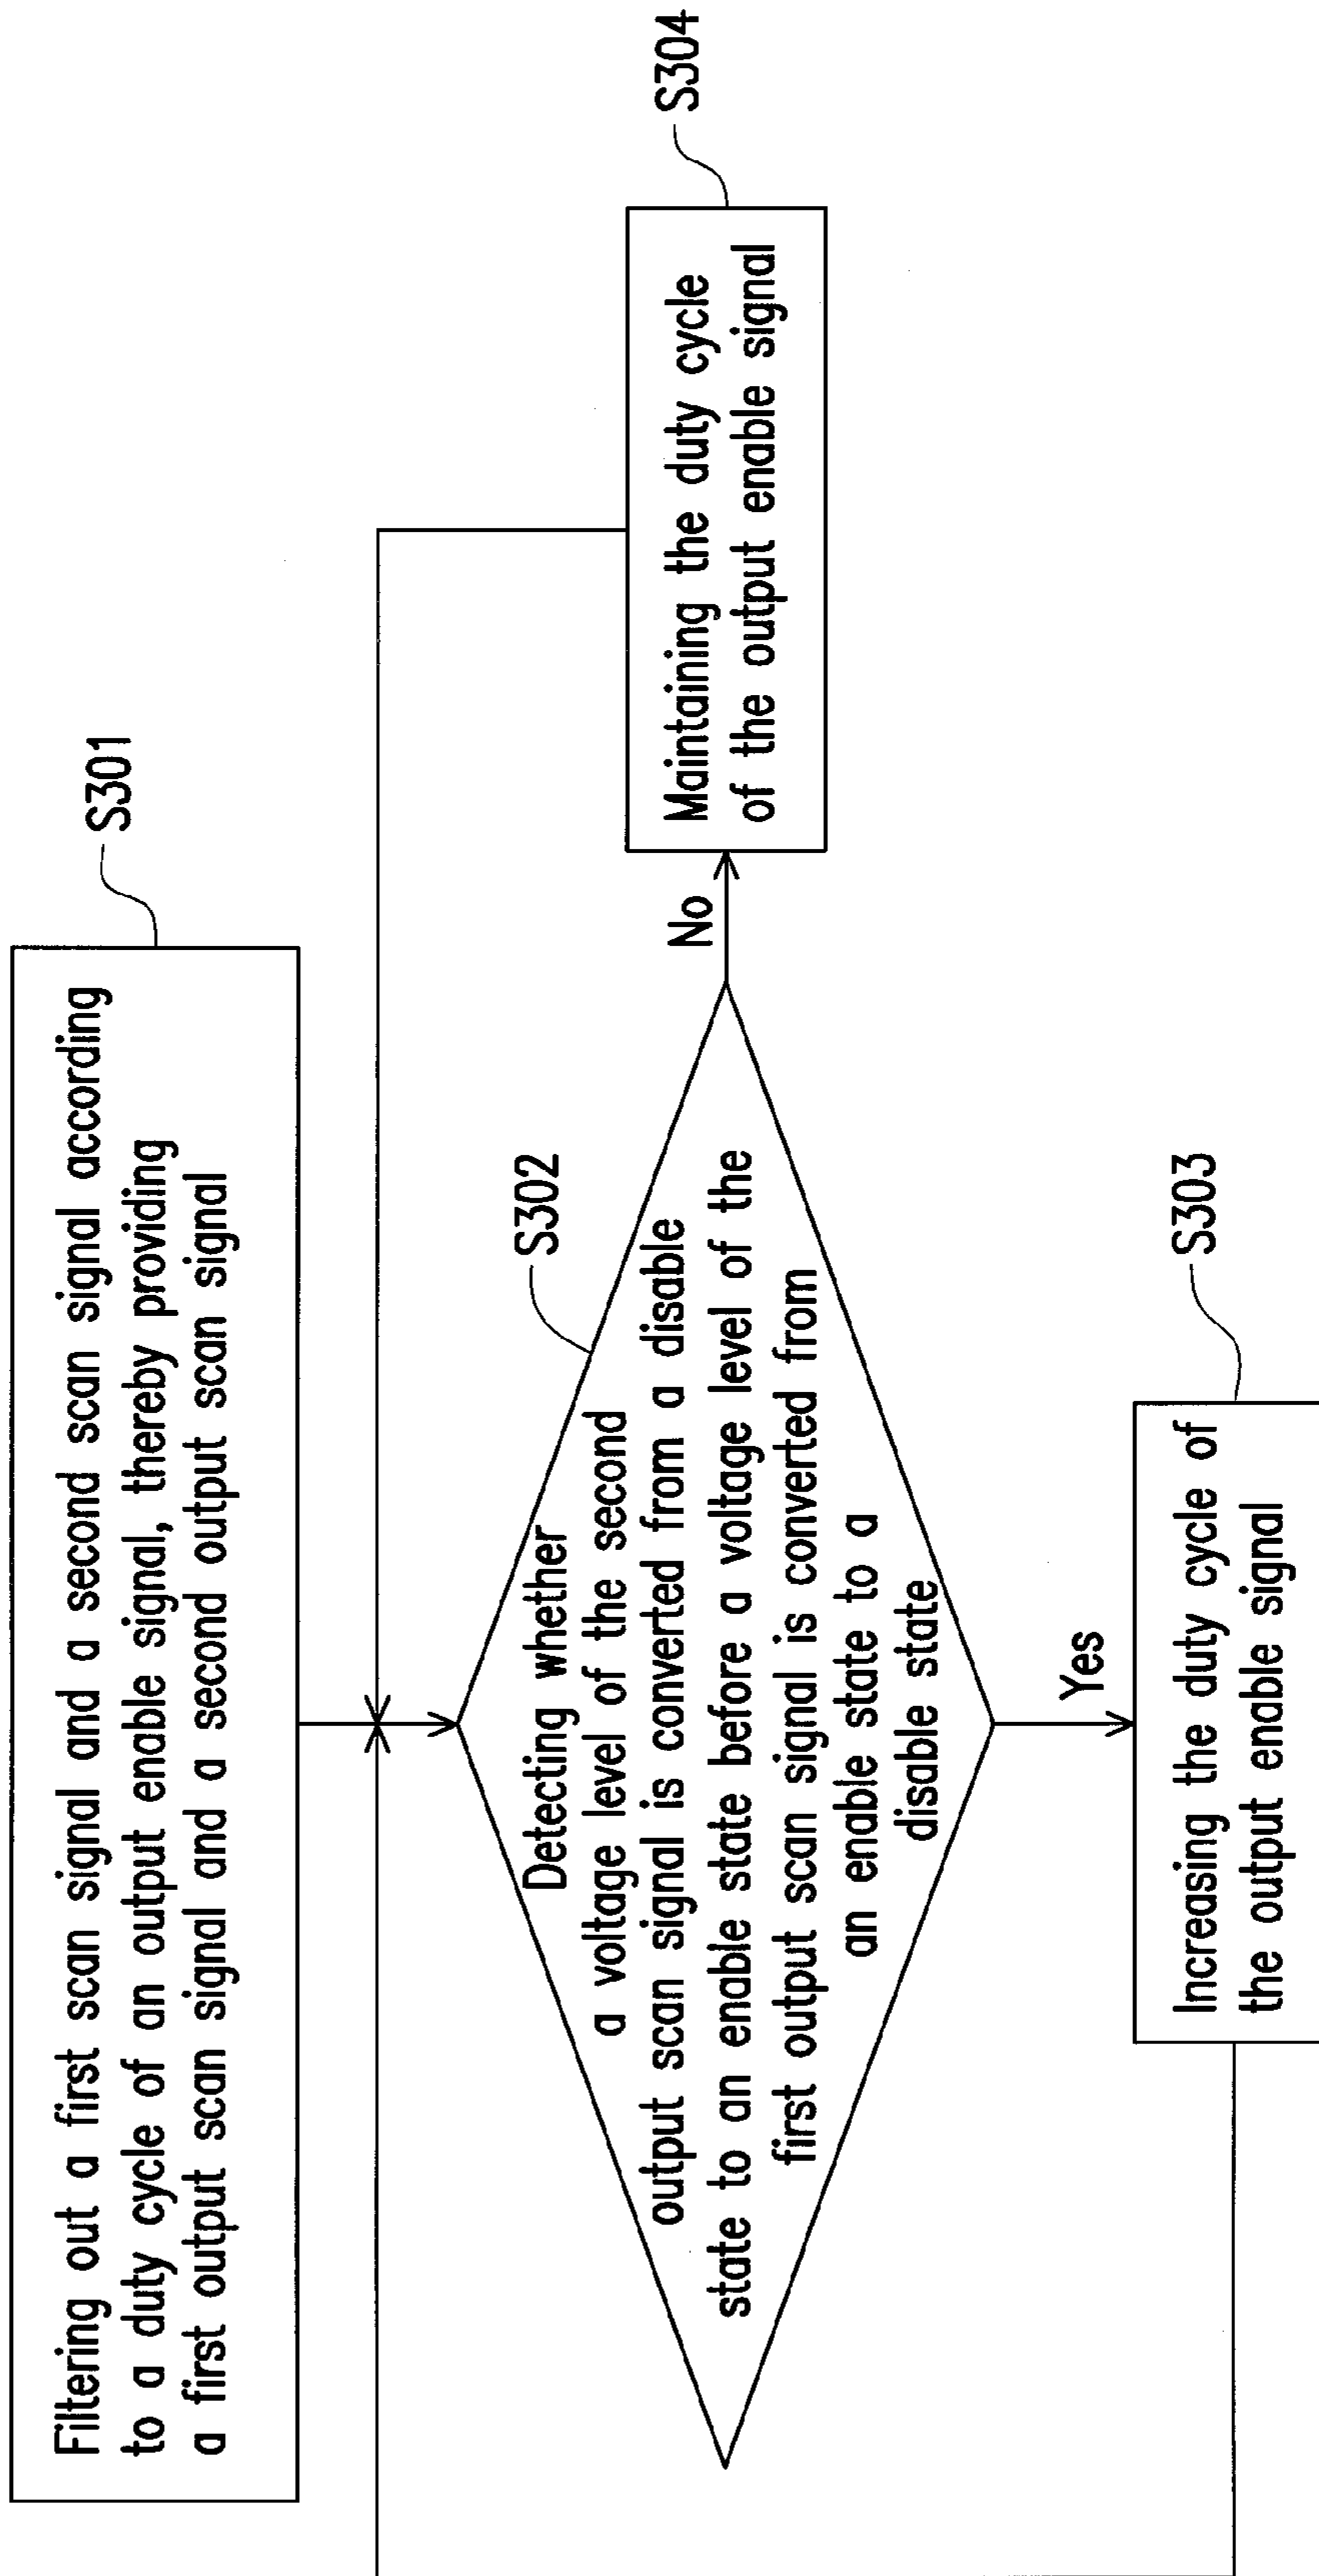 Filtering out a first scan signal and a second scan signal according
to a duty cycle of an output enable signal, thereby providing
a first output scan signal and a second output scan signal
S301
Detecting whether
a voltage level of the second
output scan signal is converted from a disable
state to an enable state before a voltage level of the
first output scan signal is converted from
an enable state to a
disable state
S302
No
Maintaining the duty cycle
of the output enable signal
S304
Yes
Increasing the duty cycle of
the output enable signal
S303